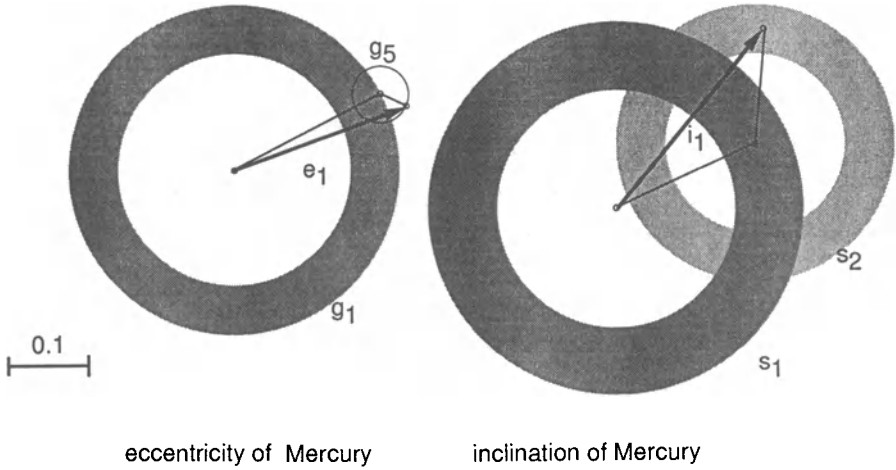 g5
e1
g1
0.1
i1
s2
s1
eccentricity of Mercury
inclination of Mercury